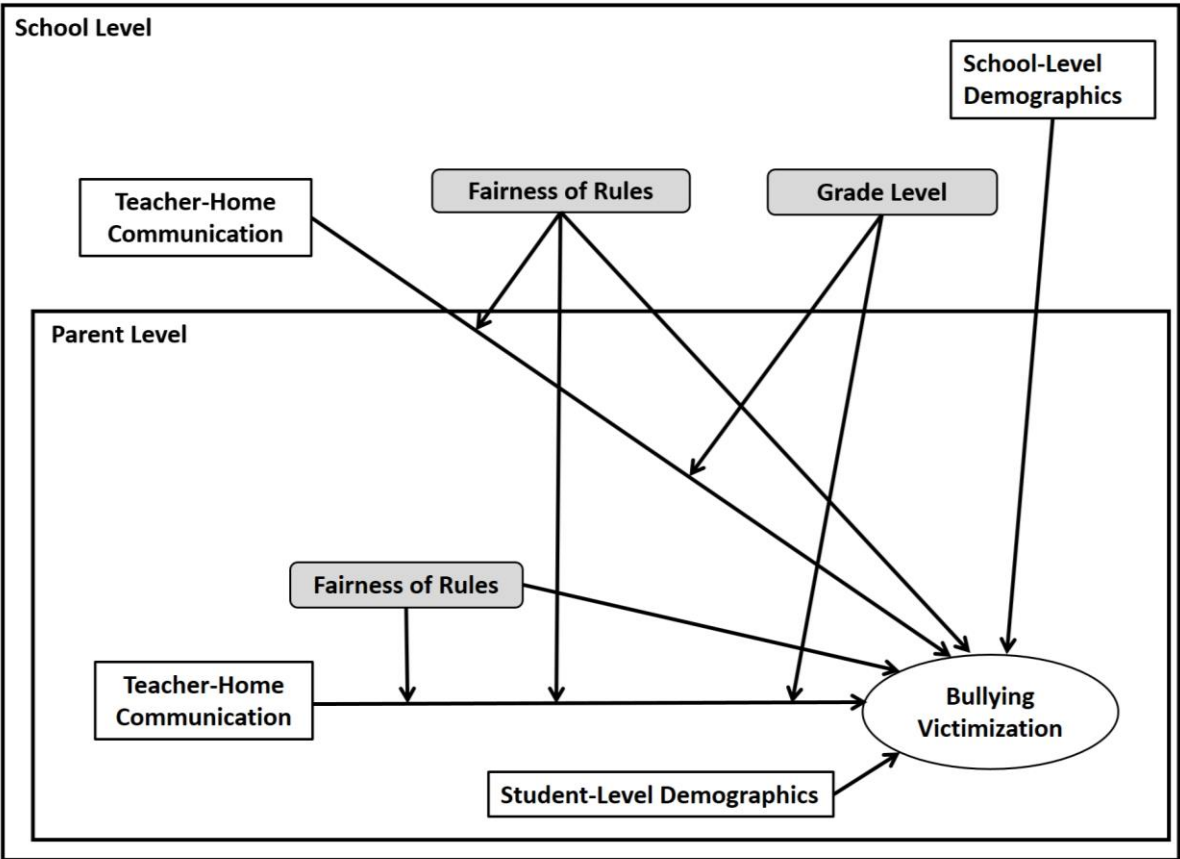 School Level
School-Level
Demographics
Fairness of Rules
Grade Level
Teacher-Home
Communication
Parent Level
Fairness of Rules
Teacher-Home
Communication
Bullying
Victimization
Student-Level Demographics